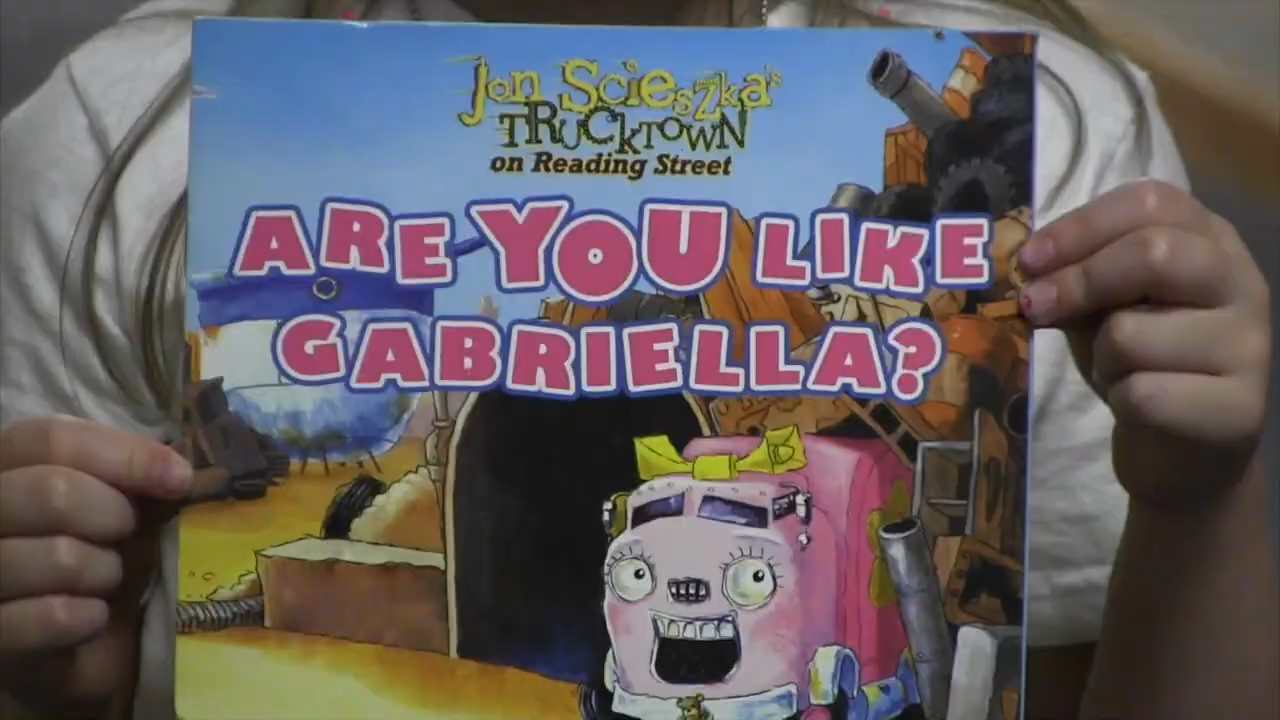 Jon Scieszka's
TRUCKTOWN
on Reading Street
ARE YOU LIKE
GABRIELLA?